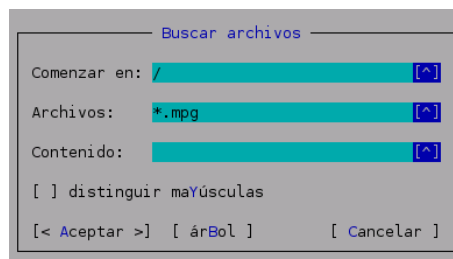 Buscar archivos
Comenzar en: / [^]
Archivos: *.mpg [^]
Contenido: [^]
[ ] distinguir maYúsculas
[< Aceptar >] [ árBol ] [ Cancelar ]